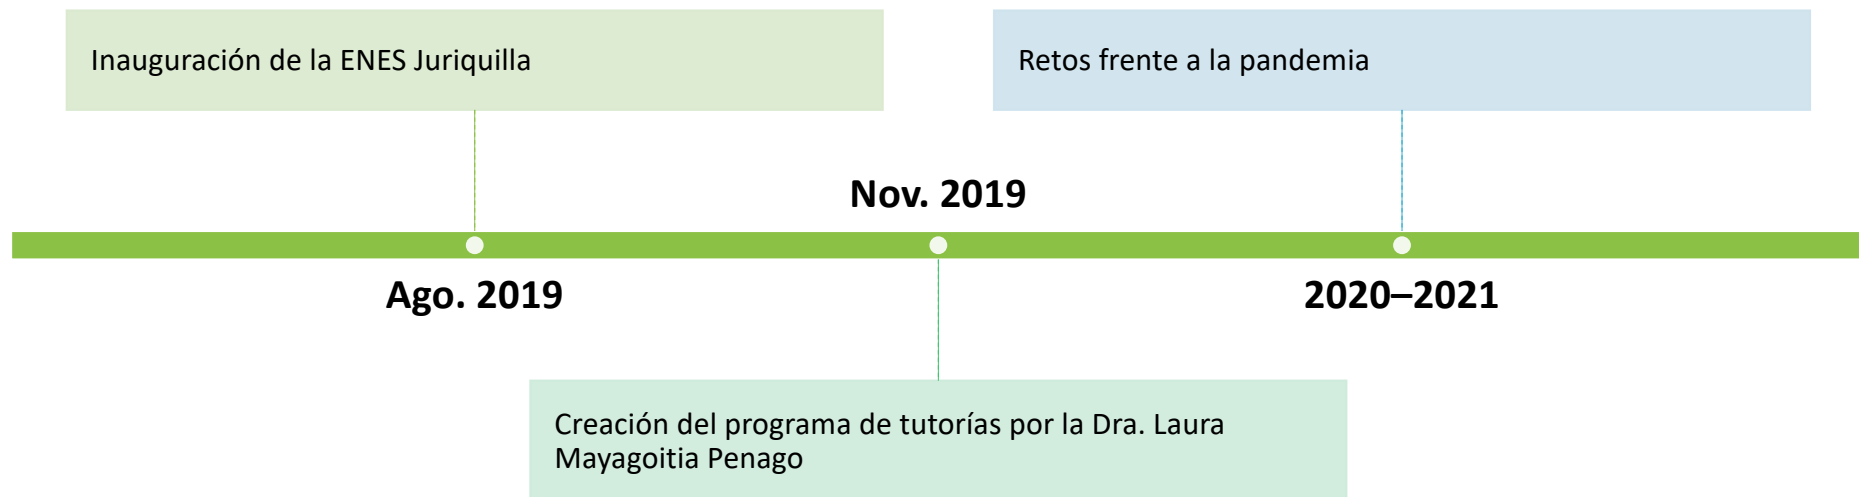 Inauguración de la ENES Juriquilla
Retos frente a la pandemia
Nov. 2019
Ago. 2019
2020–2021
Creación del programa de tutorías por la Dra. Laura
Mayagoitia Penago